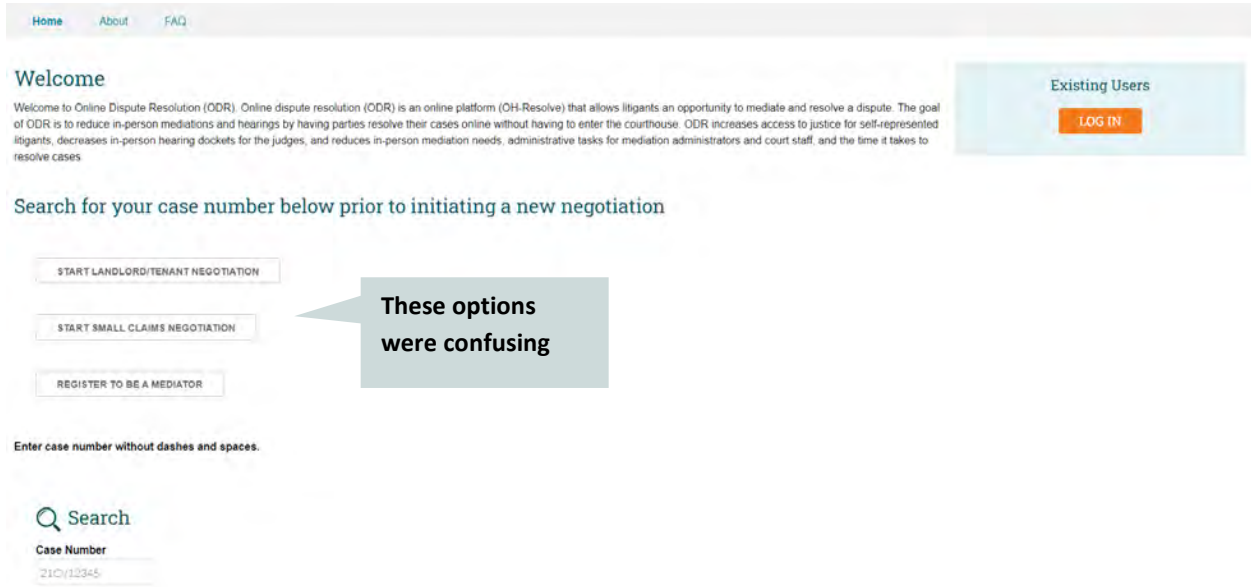 Home About FAQ
Welcome
Existing Users
LOG IN
Welcome to Online Dispute Resolution (ODR). Online dispute resolution (ODR) is an online platform (OH-Resolve) that allows litigants an opportunity to mediate and resolve a dispute. The goal
of ODR is to reduce in-person mediations and hearings by having parties resolve their cases online without having to enter the courthouse. ODR increases access to justice for self-represented
litigants, decreases in-person hearing dockets for the judges, and reduces in-person mediation needs, administrative tasks for mediation administrators and court staff, and the time it takes to
resolve cases.
Search for your case number below prior to initiating a new negotiation
START LANDLORD/TENANT NEGOTIATION
START SMALL CLAIMS NEGOTIATION
REGISTER TO BE A MEDIATOR
These options
were confusing
Enter case number without dashes and spaces.
Search
Case Number